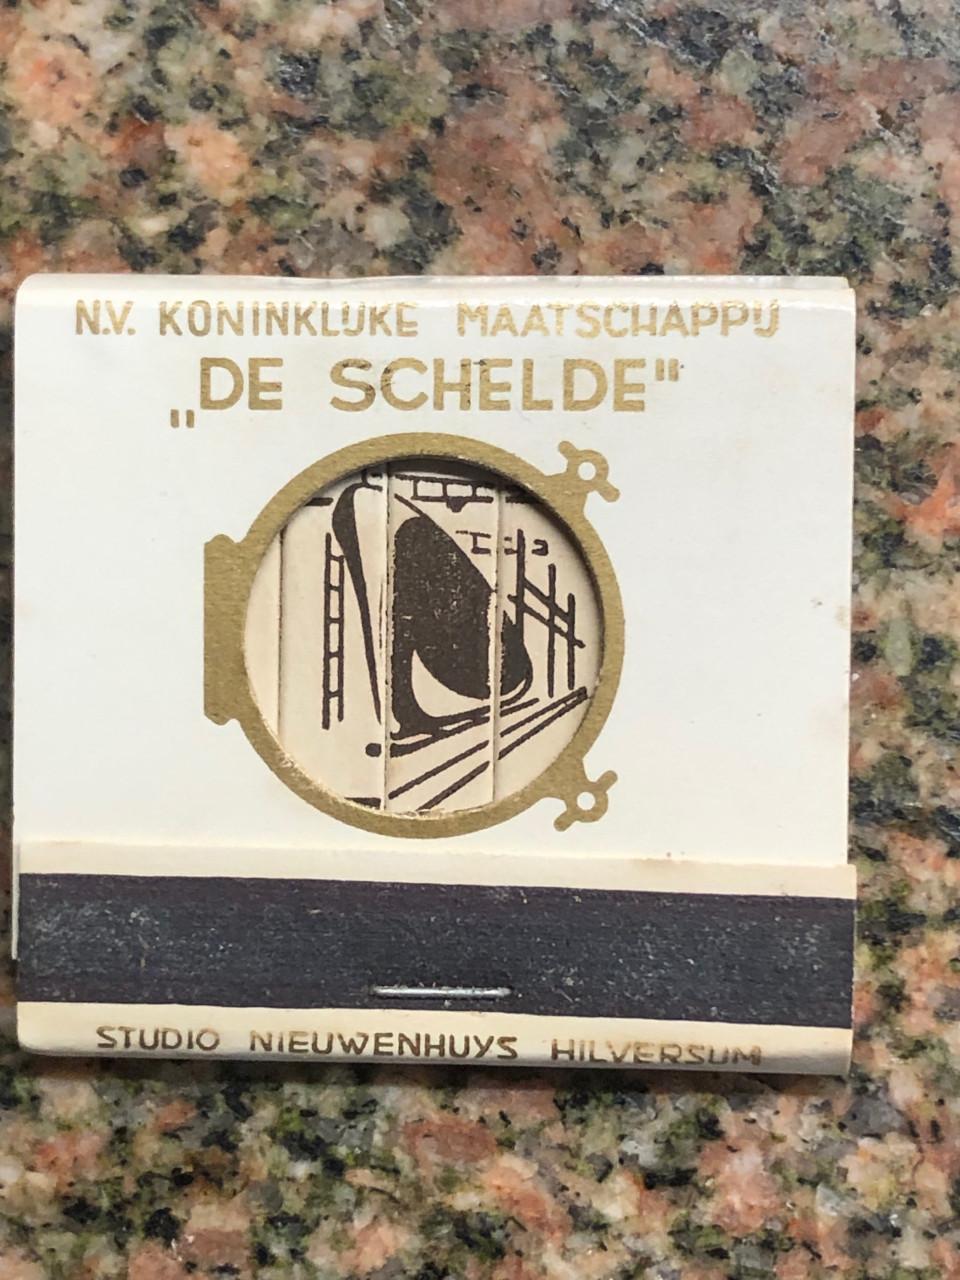 N.V. KONINKLIJKE MAATSCHAPPIJ
„DE SCHELDE"
STUDIO NIEUWENHUYS HILVERSUM